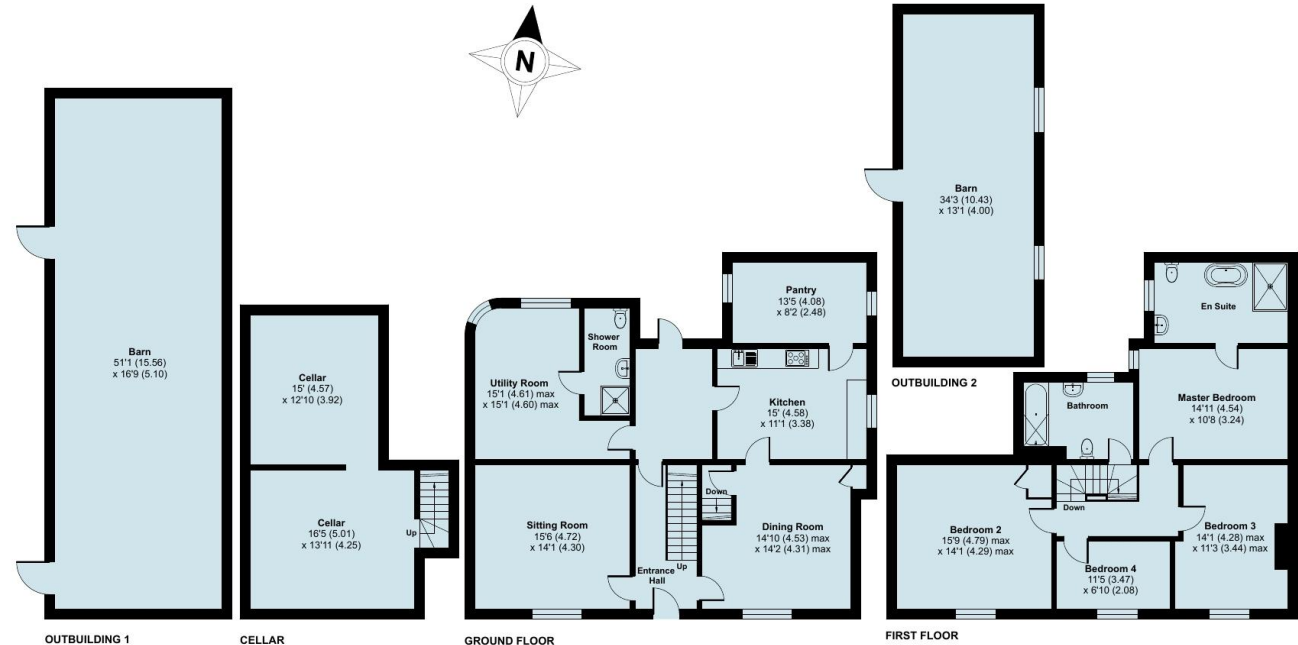 N
Barn
51'1 (15.56)
x 16'9 (5.10)
OUTBUILDING 1
Cellar
15' (4.57)
x 12'10 (3.92)
Cellar
16'5 (5.01)
x 13'11 (4.25)
Up
CELLAR
Pantry
13'5 (4.08)
x 8'2 (2.48)
Shower
Room
Utility Room
15'1 (4.61) max
x 15'1 (4.60) max
Kitchen
15' (4.58)
x 11'1 (3.38)
Down
Sitting Room
15'6 (4.72)
x 14'1 (4.30)
Dining Room
14'10 (4.53) max
x 14'2 (4.31) max
Entrance
Hall
Up
GROUND FLOOR
Barn
34'3 (10.43)
x 13'1 (4.00)
OUTBUILDING 2
En Suite
Master Bedroom
14'11 (4.54)
x 10'8 (3.24)
Bathroom
Down
Bedroom 2
15'9 (4.79) max
x 14'1 (4.29) max
Bedroom 3
14'1 (4.28) max
x 11'3 (3.44) max
Bedroom 4
11'5 (3.47)
x 6'10 (2.08)
FIRST FLOOR